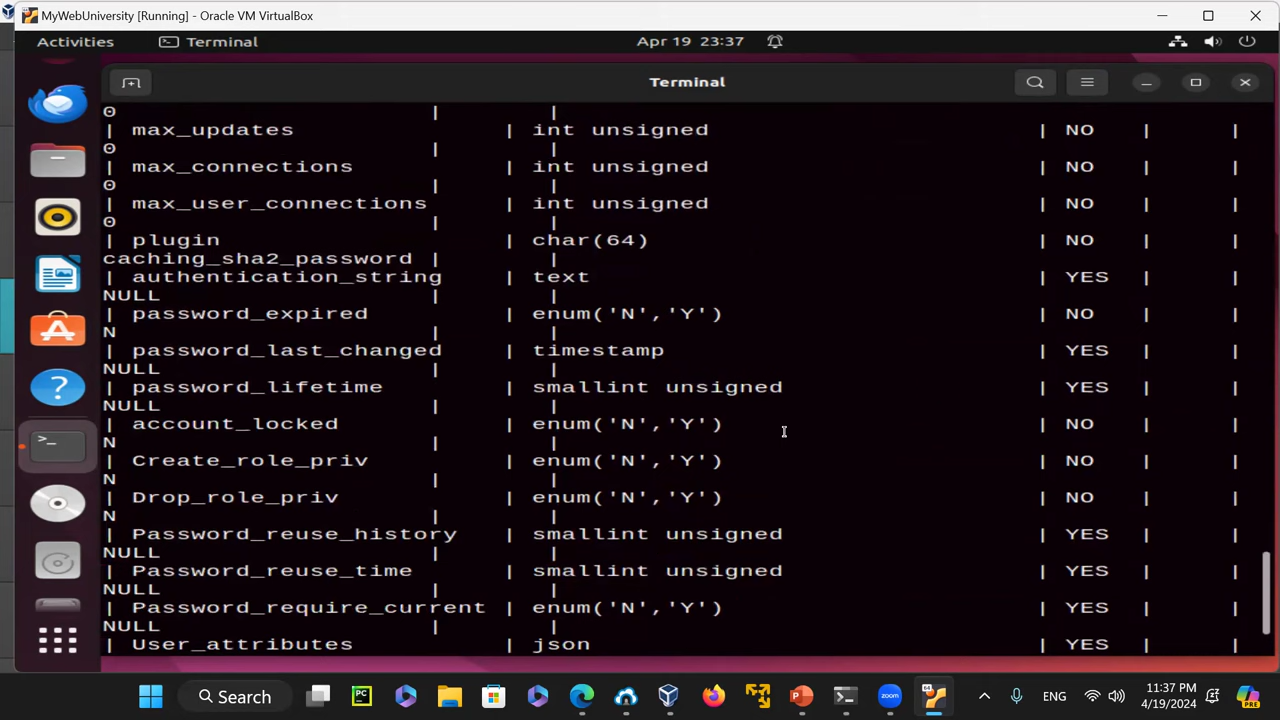 MyWebUniversity [Running] - Oracle VM VirtualBox
Activities Terminal Apr 19 23:37
Terminal
0 | |
| max_updates | int unsigned | NO | |
0 | |
| max_connections | int unsigned | NO | |
0 | |
| max_user_connections | int unsigned | NO | |
0 | |
| plugin | char(64) | NO | |
caching_sha2_password | |
| authentication_string | text | YES | |
NULL | |
| password_expired | enum('N','Y') | NO | |
N | |
| password_last_changed | timestamp | YES | |
NULL | |
| password_lifetime | smallint unsigned | YES | |
NULL | |
| account_locked | enum('N','Y') | NO | |
N | |
| Create_role_priv | enum('N','Y') | NO | |
N | |
| Drop_role_priv | enum('N','Y') | NO | |
N | |
| Password_reuse_history | smallint unsigned | YES | |
NULL | |
| Password_reuse_time | smallint unsigned | YES | |
NULL | |
| Password_require_current | enum('N','Y') | YES | |
NULL | |
| User_attributes | json | YES | |
Search ENG 11:37 PM
4/19/2024
PC
zoom
PRE